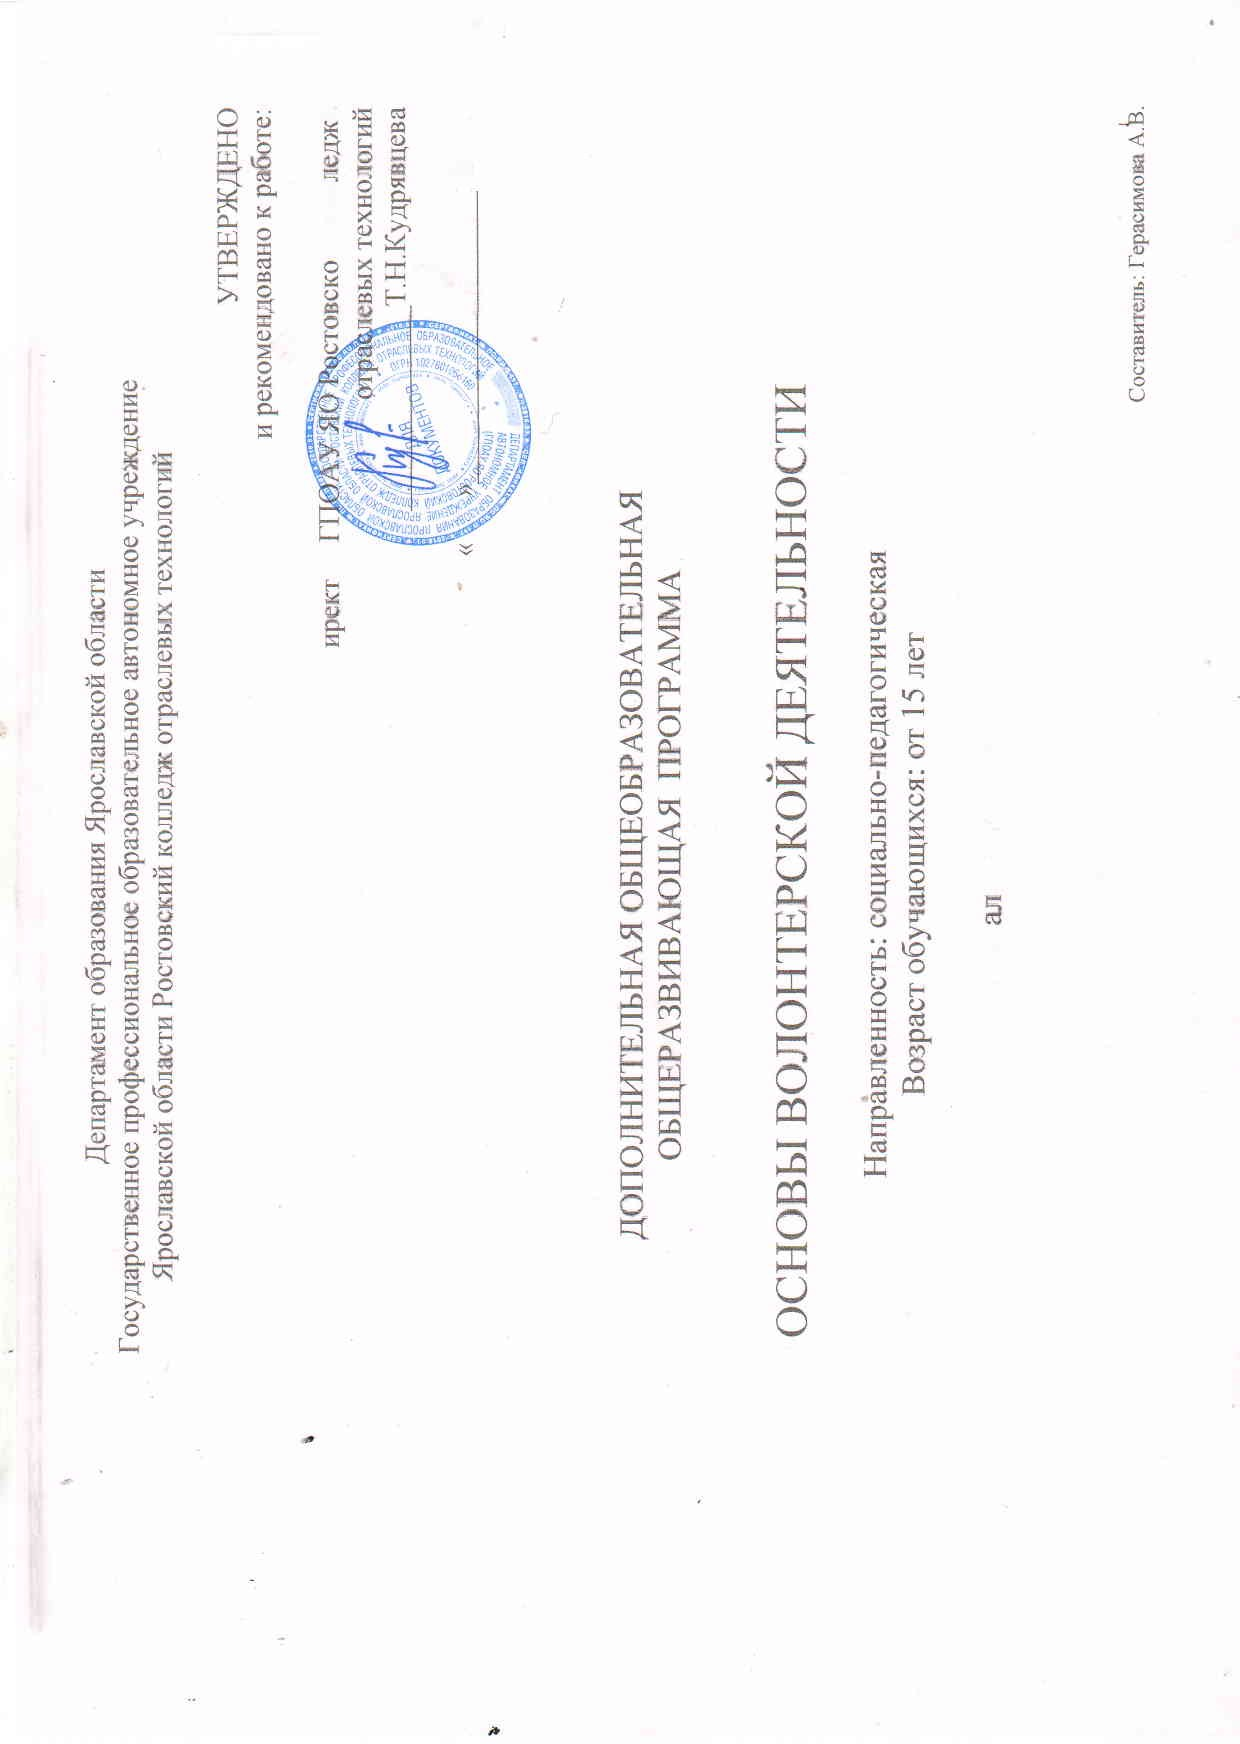 Департамент образования Ярославской области
Государственное профессиональное образовательное автономное учреждение
Ярославской области Ростовский колледж отраслевых технологий
УТВЕРЖДЕНО
и рекомендовано к работе:
ирект ГПОАУ ЯО Ростовско ледж
отраслевых технологий
Т.Н.Кудрявцева
« »
ДЛЯ
ДОКУМЕНТОВ
ДОПОЛНИТЕЛЬНАЯ ОБЩЕОБРАЗОВАТЕЛЬНАЯ
ОБЩЕРАЗВИВАЮЩАЯ ПРОГРАММА
ОСНОВЫ ВОЛОНТЕРСКОЙ ДЕЯТЕЛЬНОСТИ
Направленность: социально-педагогическая
Возраст обучающихся: от 15 лет
ал
Составитель: Герасимова А.В.